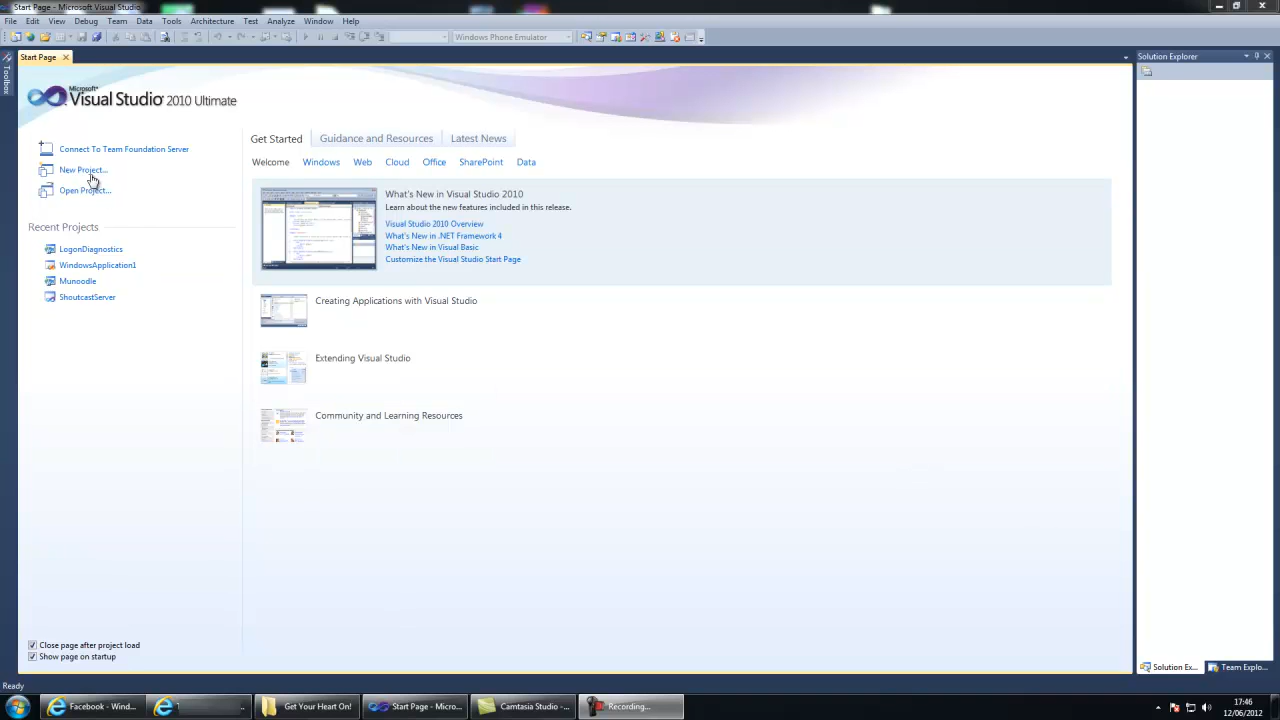 Start Page - Microsoft Visual Studio
File Edit View Debug Team Data Tools Architecture Test Analyze Window Help
Windows Phone Emulator
Start Page
Solution Explorer
Toolbox
Microsoft®
Visual Studio® 2010 Ultimate
Connect To Team Foundation Server
New Project...
Open Project...
Recent Projects
LogonDiagnostics
WindowsApplication1
Munoodle
ShoutcastServer
Get Started Guidance and Resources Latest News
Welcome Windows Web Cloud Office SharePoint Data
What's New in Visual Studio 2010
Learn about the new features included in this release.
Visual Studio 2010 Overview
What's New in .NET Framework 4
What's New in Visual Basic
Customize the Visual Studio Start Page
Creating Applications with Visual Studio
Extending Visual Studio
Community and Learning Resources
Close page after project load
Show page on startup
Solution Ex... Team Explo...
Ready
Facebook - Wind... ... Get Your Heart On! Start Page - Micro... Camtasia Studio -... Recording...
17:46
12/06/2012